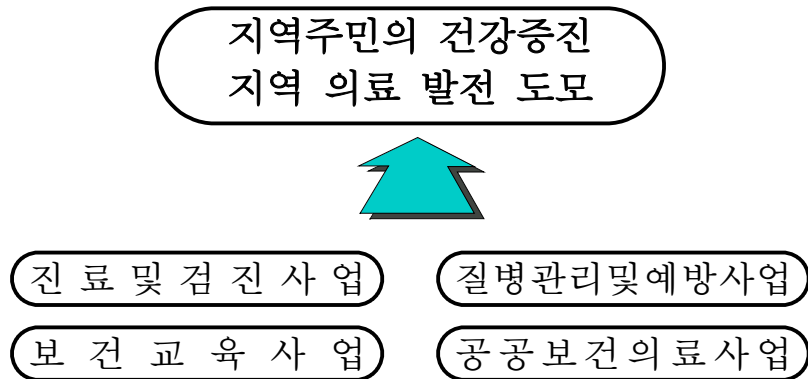 지역주민의 건강증진
지역 의료 발전 도모
진 료 및 검 진 사 업
질병관리및예방사업
보 건 교 육 사 업
공공보건의료사업